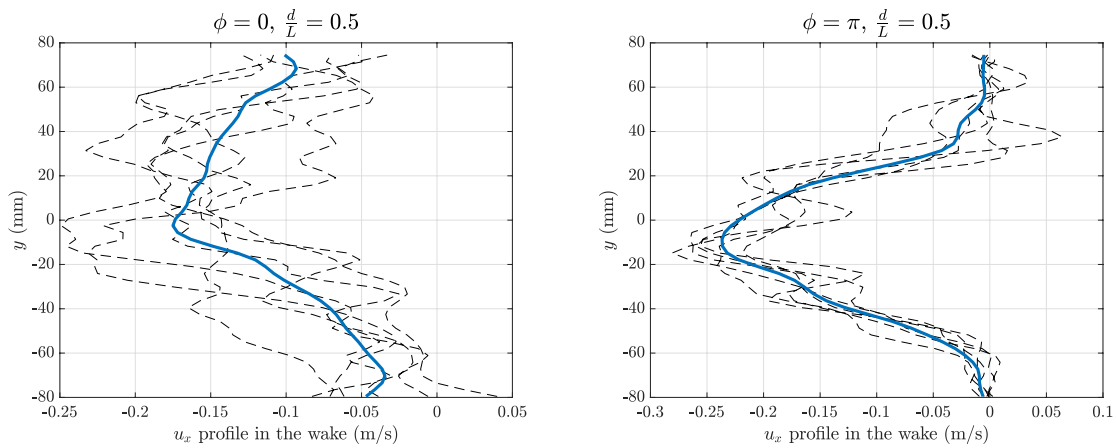 ϕ = 0, d/L = 0.5
80
60
40
20
0
-20
-40
-60
-80
y (mm)
-0.25 -0.2 -0.15 -0.1 -0.05 0 0.05
u_x profile in the wake (m/s)
ϕ = π, d/L = 0.5
80
60
40
20
0
-20
-40
-60
-80
y (mm)
-0.3 -0.25 -0.2 -0.15 -0.1 -0.05 0 0.05 0.1
u_x profile in the wake (m/s)